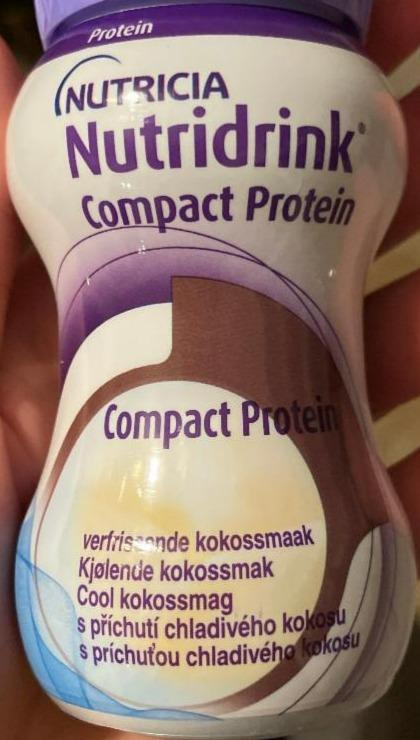 Protein
NUTRICIA
Nutridrink®
Compact Protein
Compact Protein
verfrissende kokossmaak
Kjølende kokossmak
Cool kokossmag
s příchutí chladivého kokosu
s príchuťou chladivého kokosu